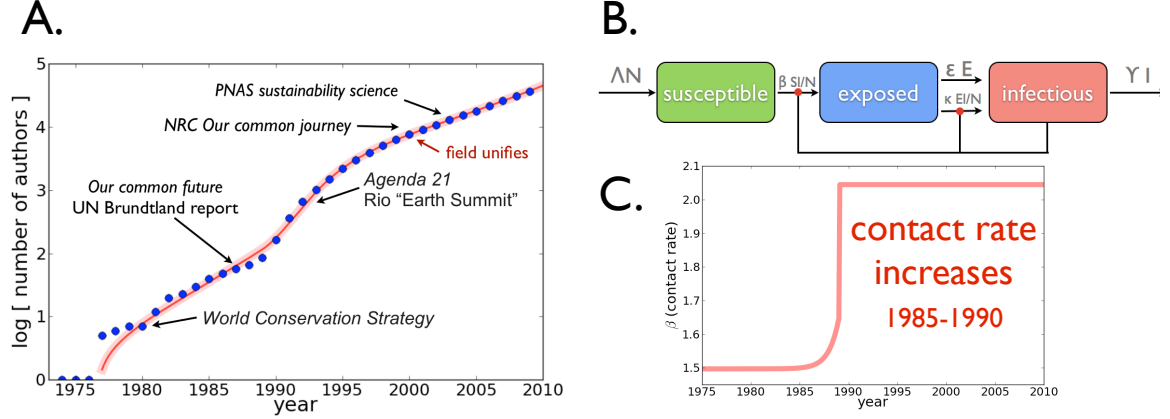 A.
log [ number of authors ]
5
4
3
2
1
0
PNAS sustainability science
NRC Our common journey
field unifies
Our common future
UN Brundtland report
Agenda 21
Rio “Earth Summit”
World Conservation Strategy
1975 1980 1985 1990 1995 2000 2005 2010
year
B.
ΛN
susceptible
β SI/N
exposed
ε E
κ EI/N
infectious
ϒ I
C.
β (contact rate)
2.1
2.0
1.9
1.8
1.7
1.6
1.5
contact rate
increases
1985-1990
1975 1980 1985 1990 1995 2000 2005 2010
year